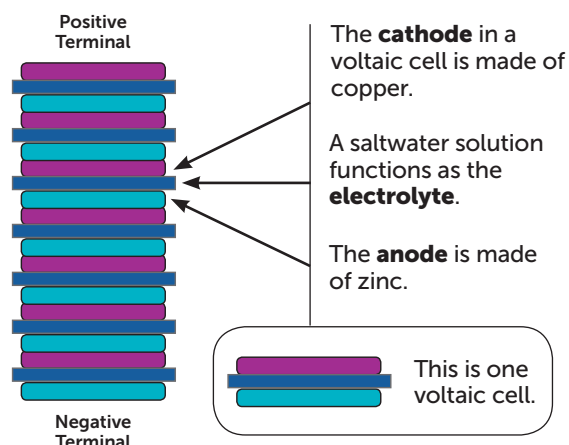 Positive
Terminal
The cathode in a
voltaic cell is made of
copper.
A saltwater solution
functions as the
electrolyte.
The anode is made
of zinc.
This is one
voltaic cell.
Negative
Terminal